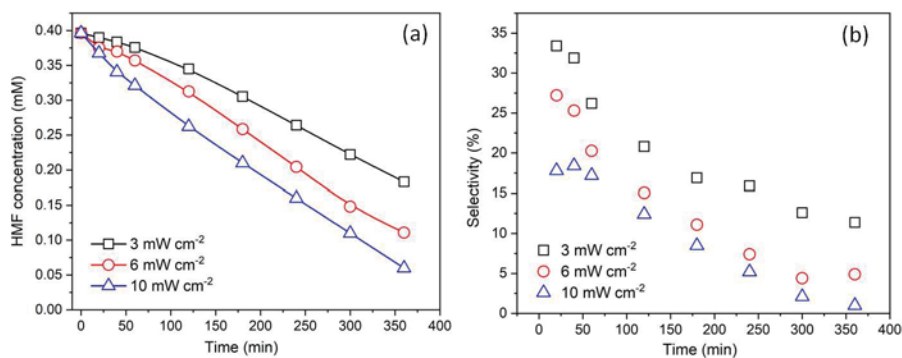 (a)
HMF concentration (mM)
0.40
0.35
0.30
0.25
0.20
0.15
0.10
0.05
0.00
3 mW cm⁻²
6 mW cm⁻²
10 mW cm⁻²
0 50 100 150 200 250 300 350 400
Time (min)
(b)
Selectivity (%)
35
30
25
20
15
10
5
0
3 mW cm⁻²
6 mW cm⁻²
10 mW cm⁻²
0 50 100 150 200 250 300 350 400
Time (min)